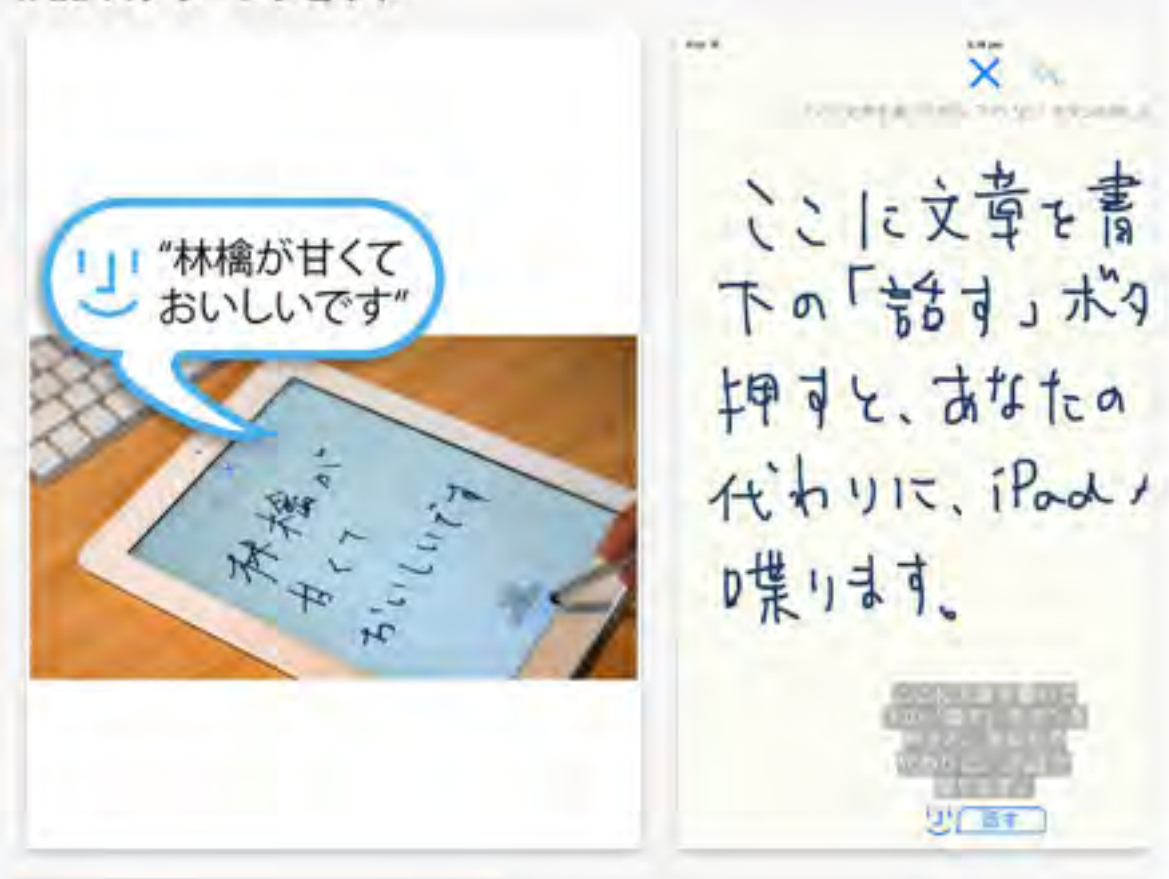 “林檎が甘くて
おいしいです”
林檎が
甘くて
おいしいです
ここに文章を書
下の「話す」ボタ
押すと、あなたの
代わりに、iPad
喋ります。
話す